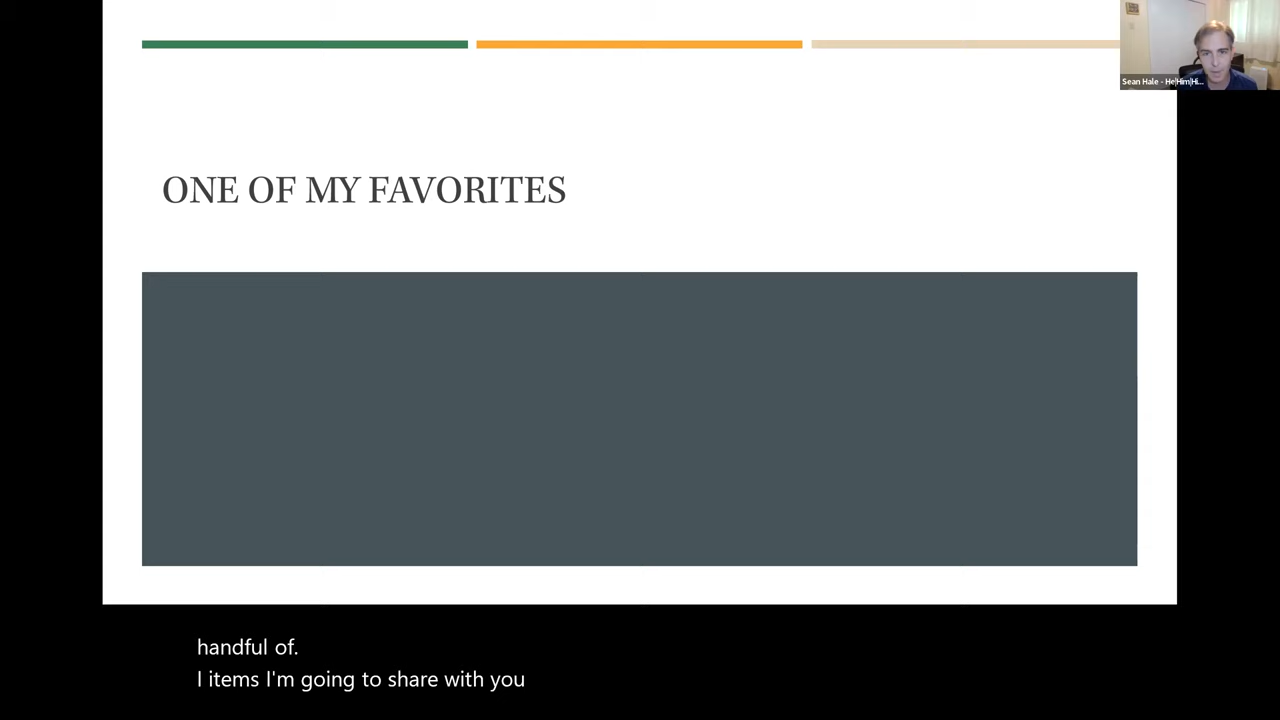 Sean Hale - He|Him|Hi...
ONE OF MY FAVORITES
handful of.
I items I'm going to share with you